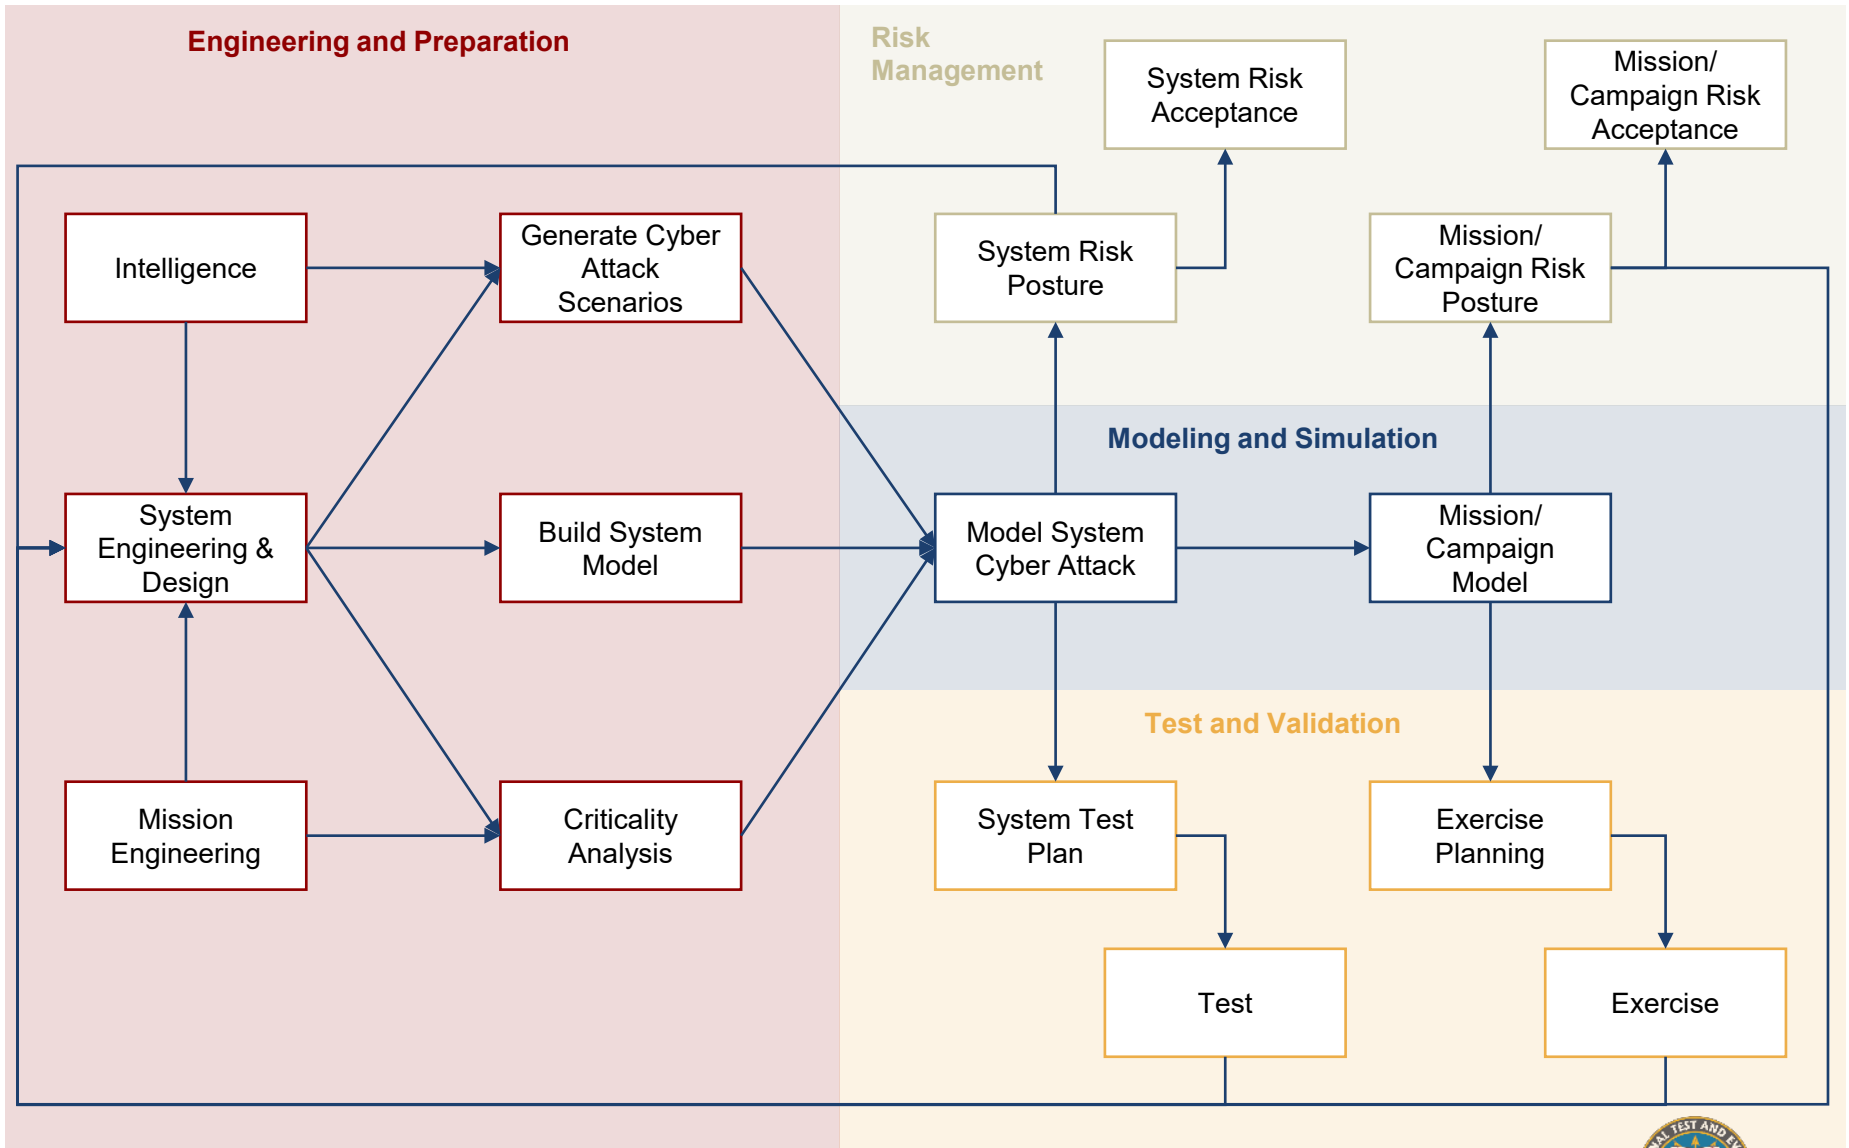 Engineering and Preparation
Risk
Management
System Risk
Acceptance
Mission/
Campaign Risk
Acceptance
Intelligence
Generate Cyber
Attack
Scenarios
System Risk
Posture
Mission/
Campaign Risk
Posture
Modeling and Simulation
System
Engineering &
Design
Build System
Model
Model System
Cyber Attack
Mission/
Campaign
Model
Test and Validation
Mission
Engineering
Criticality
Analysis
System Test
Plan
Exercise
Planning
Test
Exercise
TEST AND